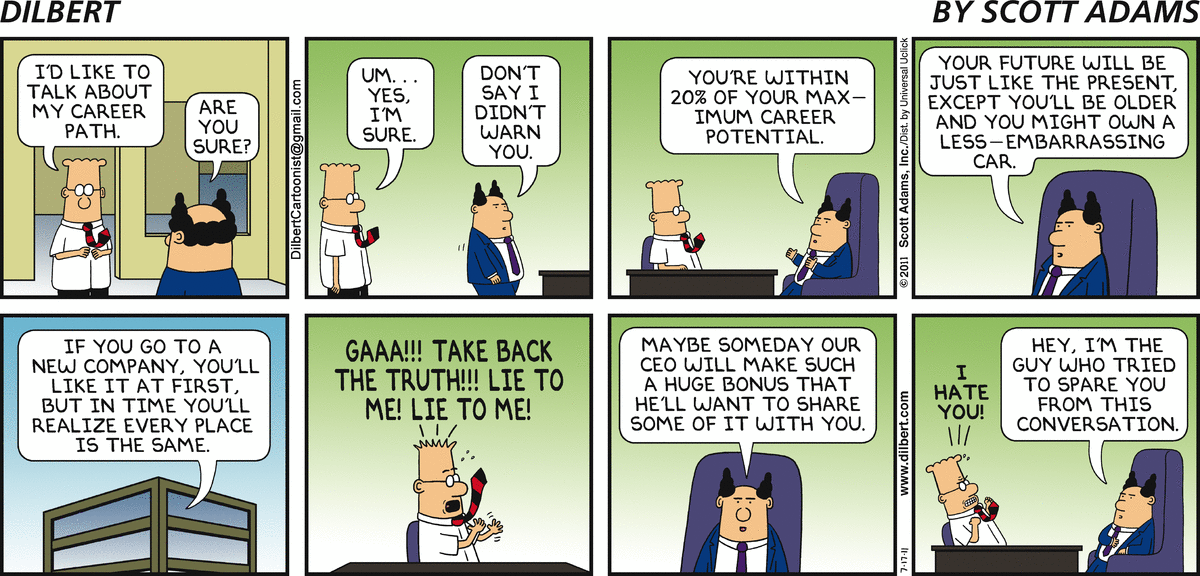 DILBERT
BY SCOTT ADAMS
I'D LIKE TO
TALK ABOUT
MY CAREER
PATH.
ARE
YOU
SURE?
DilbertCartoonist@gmail.com
UM...
YES,
I'M
SURE.
DON'T
SAY I
DIDN'T
WARN
YOU.
YOU'RE WITHIN
20% OF YOUR MAX—
IMUM CAREER
POTENTIAL.
©2011 Scott Adams, Inc./Dist. by Universal Uclick
YOUR FUTURE WILL BE
JUST LIKE THE PRESENT,
EXCEPT YOU'LL BE OLDER
AND YOU MIGHT OWN A
LESS—EMBARRASSING
CAR.
IF YOU GO TO A
NEW COMPANY, YOU'LL
LIKE IT AT FIRST,
BUT IN TIME YOU'LL
REALIZE EVERY PLACE
IS THE SAME.
GAAA!!! TAKE BACK
THE TRUTH!!! LIE TO
ME! LIE TO ME!
MAYBE SOMEDAY OUR
CEO WILL MAKE SUCH
A HUGE BONUS THAT
HE'LL WANT TO SHARE
SOME OF IT WITH YOU.
www.dilbert.com
7-17-11
I
HATE
YOU!
HEY, I'M THE
GUY WHO TRIED
TO SPARE YOU
FROM THIS
CONVERSATION.